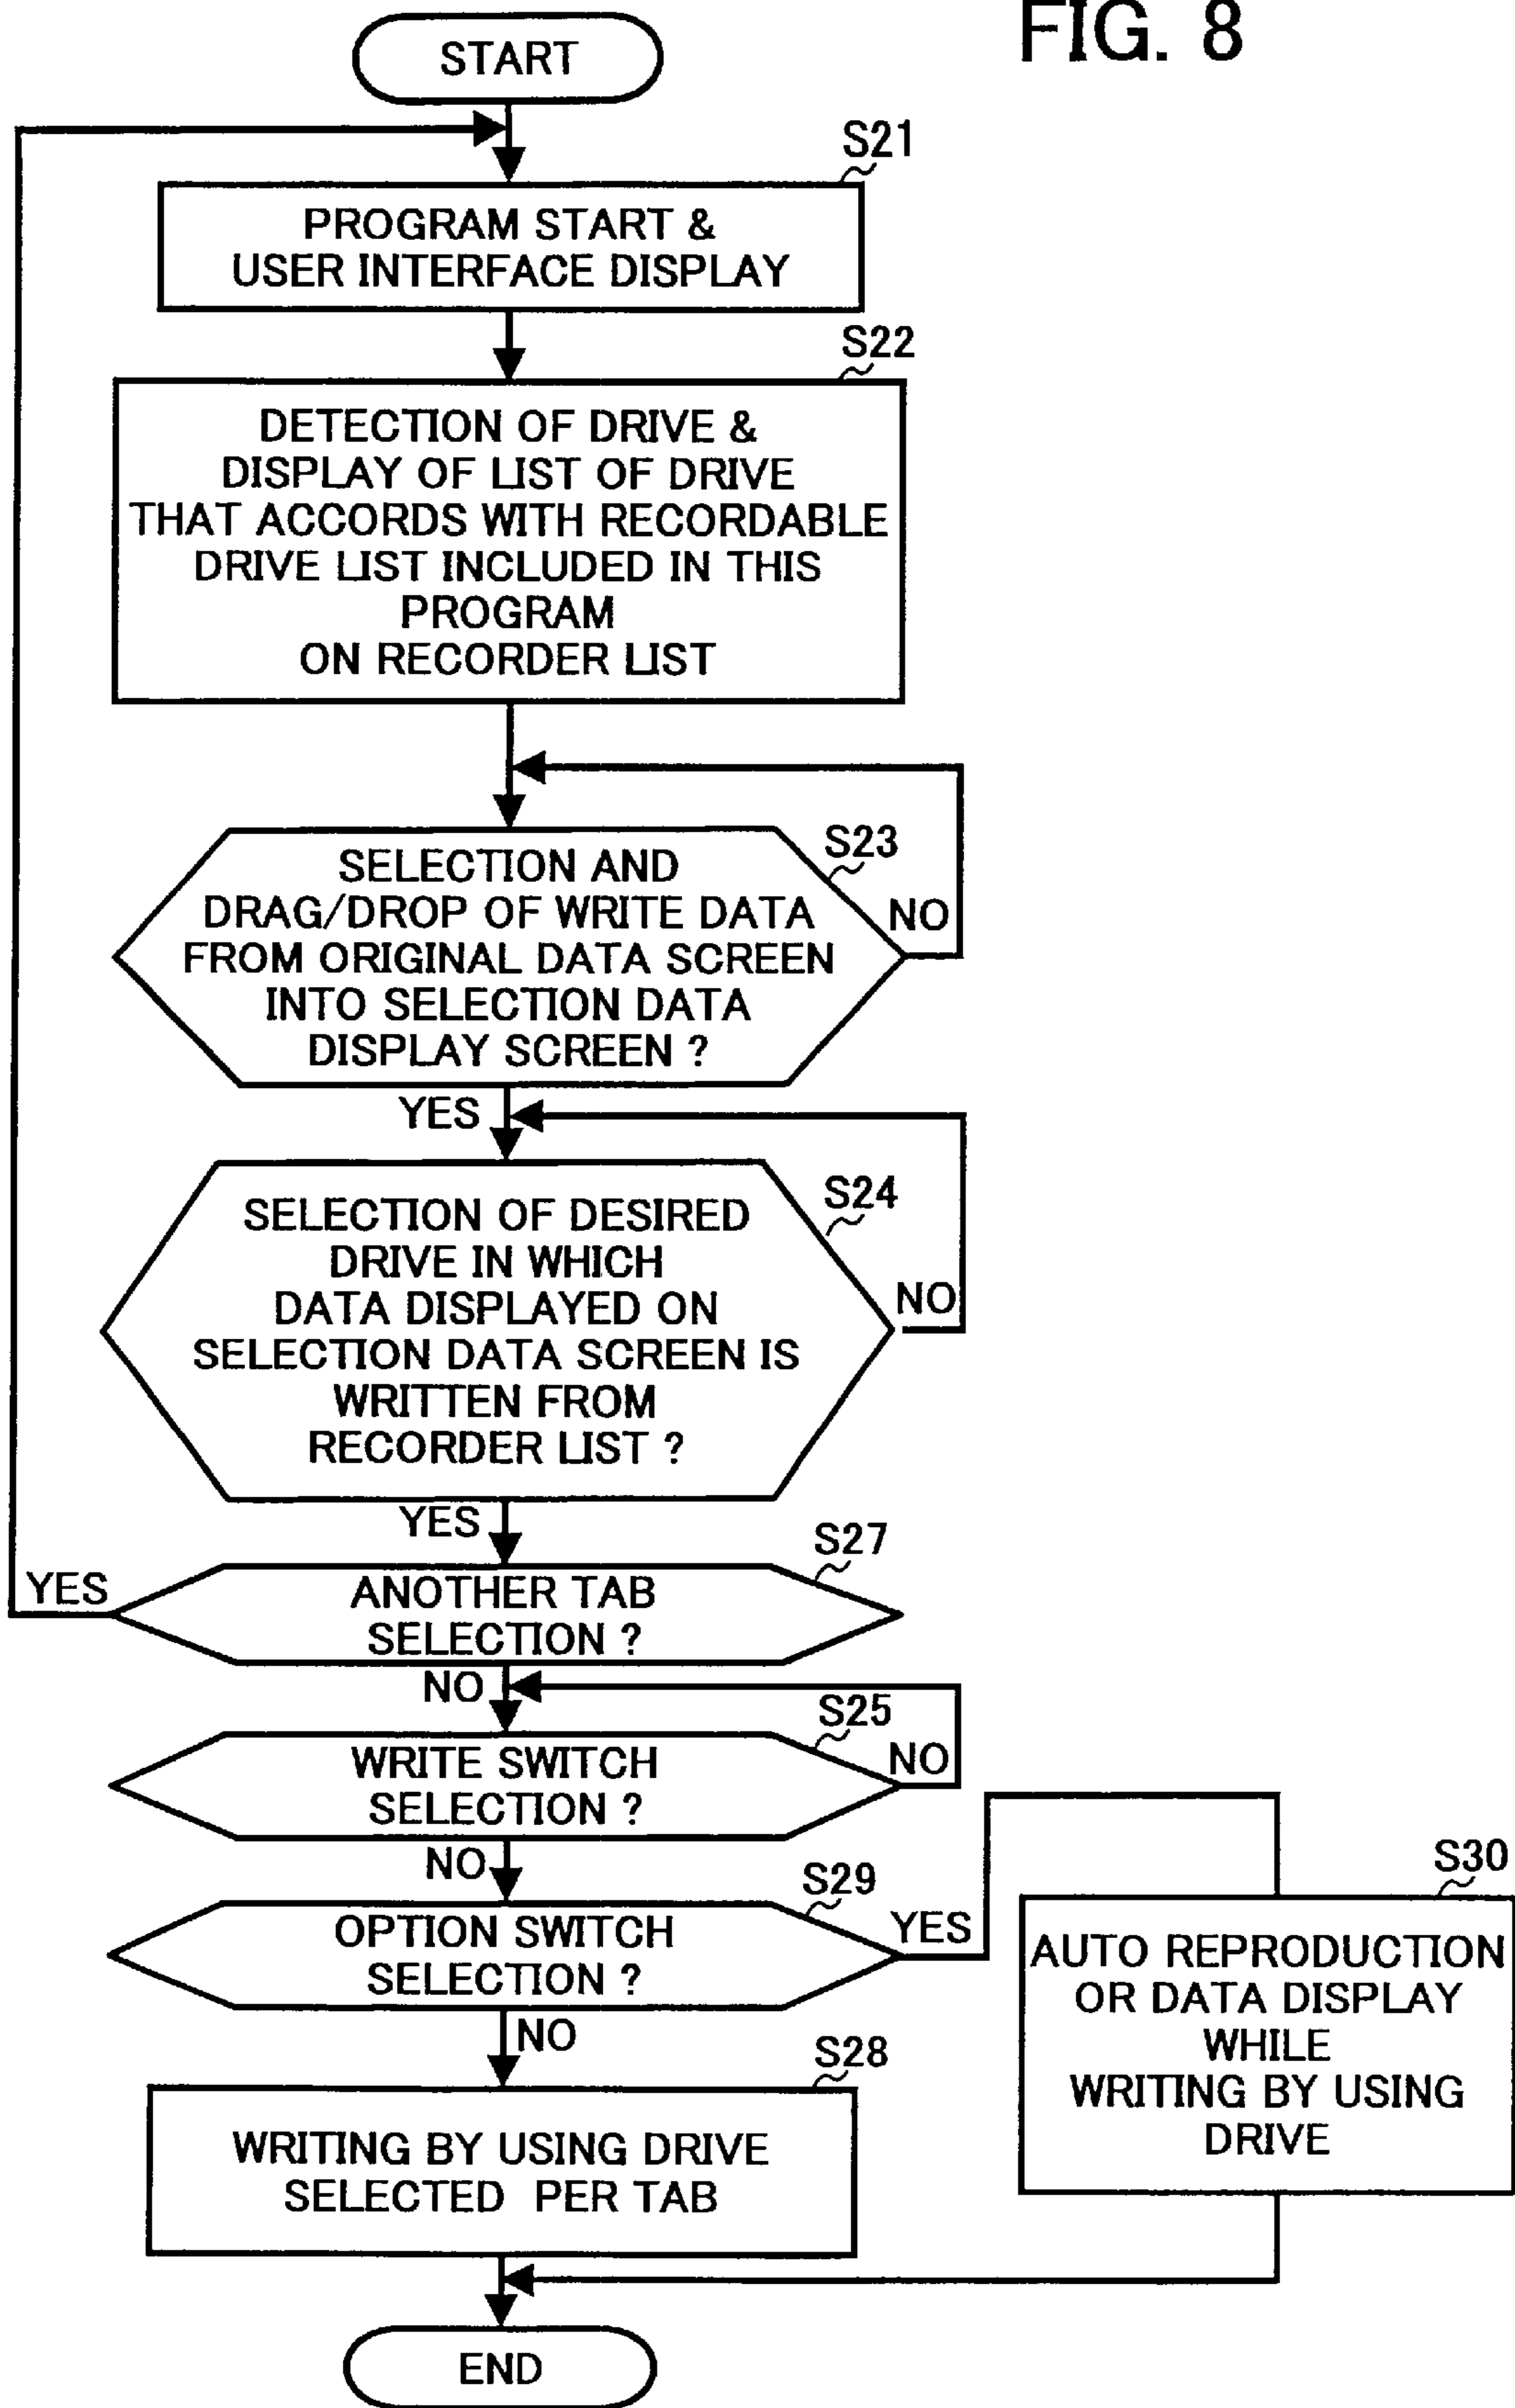 FIG. 8
START
S21
PROGRAM START &
USER INTERFACE DISPLAY
S22
DETECTION OF DRIVE &
DISPLAY OF LIST OF DRIVE
THAT ACCORDS WITH RECORDABLE
DRIVE LIST INCLUDED IN THIS
PROGRAM
ON RECORDER LIST
S23
SELECTION AND
DRAG/DROP OF WRITE DATA
FROM ORIGINAL DATA SCREEN
INTO SELECTION DATA
DISPLAY SCREEN ?
NO
YES
S24
SELECTION OF DESIRED
DRIVE IN WHICH
DATA DISPLAYED ON
SELECTION DATA SCREEN IS
WRITTEN FROM
RECORDER LIST ?
NO
YES
S27
YES
ANOTHER TAB
SELECTION ?
NO
S25
WRITE SWITCH
SELECTION ?
NO
NO
S29
OPTION SWITCH
SELECTION ?
YES
NO
S30
AUTO REPRODUCTION
OR DATA DISPLAY
WHILE
WRITING BY USING
DRIVE
S28
WRITING BY USING DRIVE
SELECTED PER TAB
END